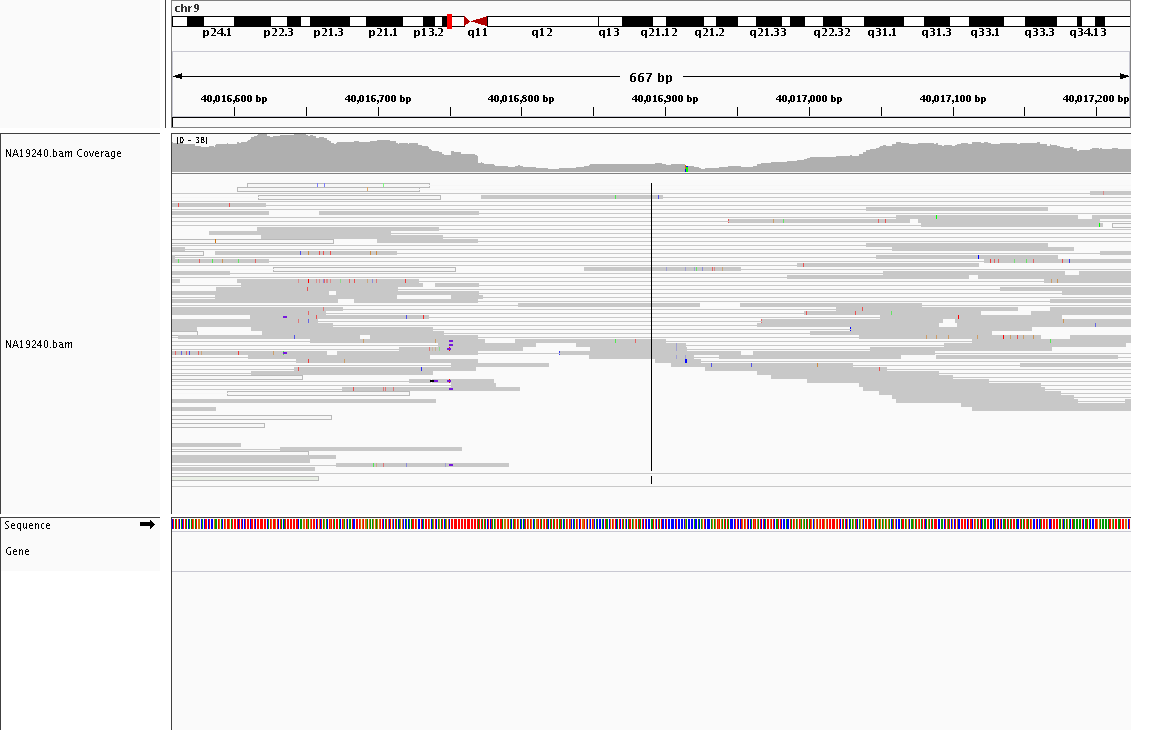 chr9
p24.1 p22.3 p21.3 p21.1 p13.2 q11 q12 q13 q21.12 q21.2 q21.33 q22.32 q31.1 q31.3 q33.1 q33.3 q34.13
667 bp
40,016,600 bp 40,016,700 bp 40,016,800 bp 40,016,900 bp 40,017,000 bp 40,017,100 bp 40,017,200 bp
[0 - 38]
NA19240.bam Coverage
NA19240.bam
Sequence
Gene